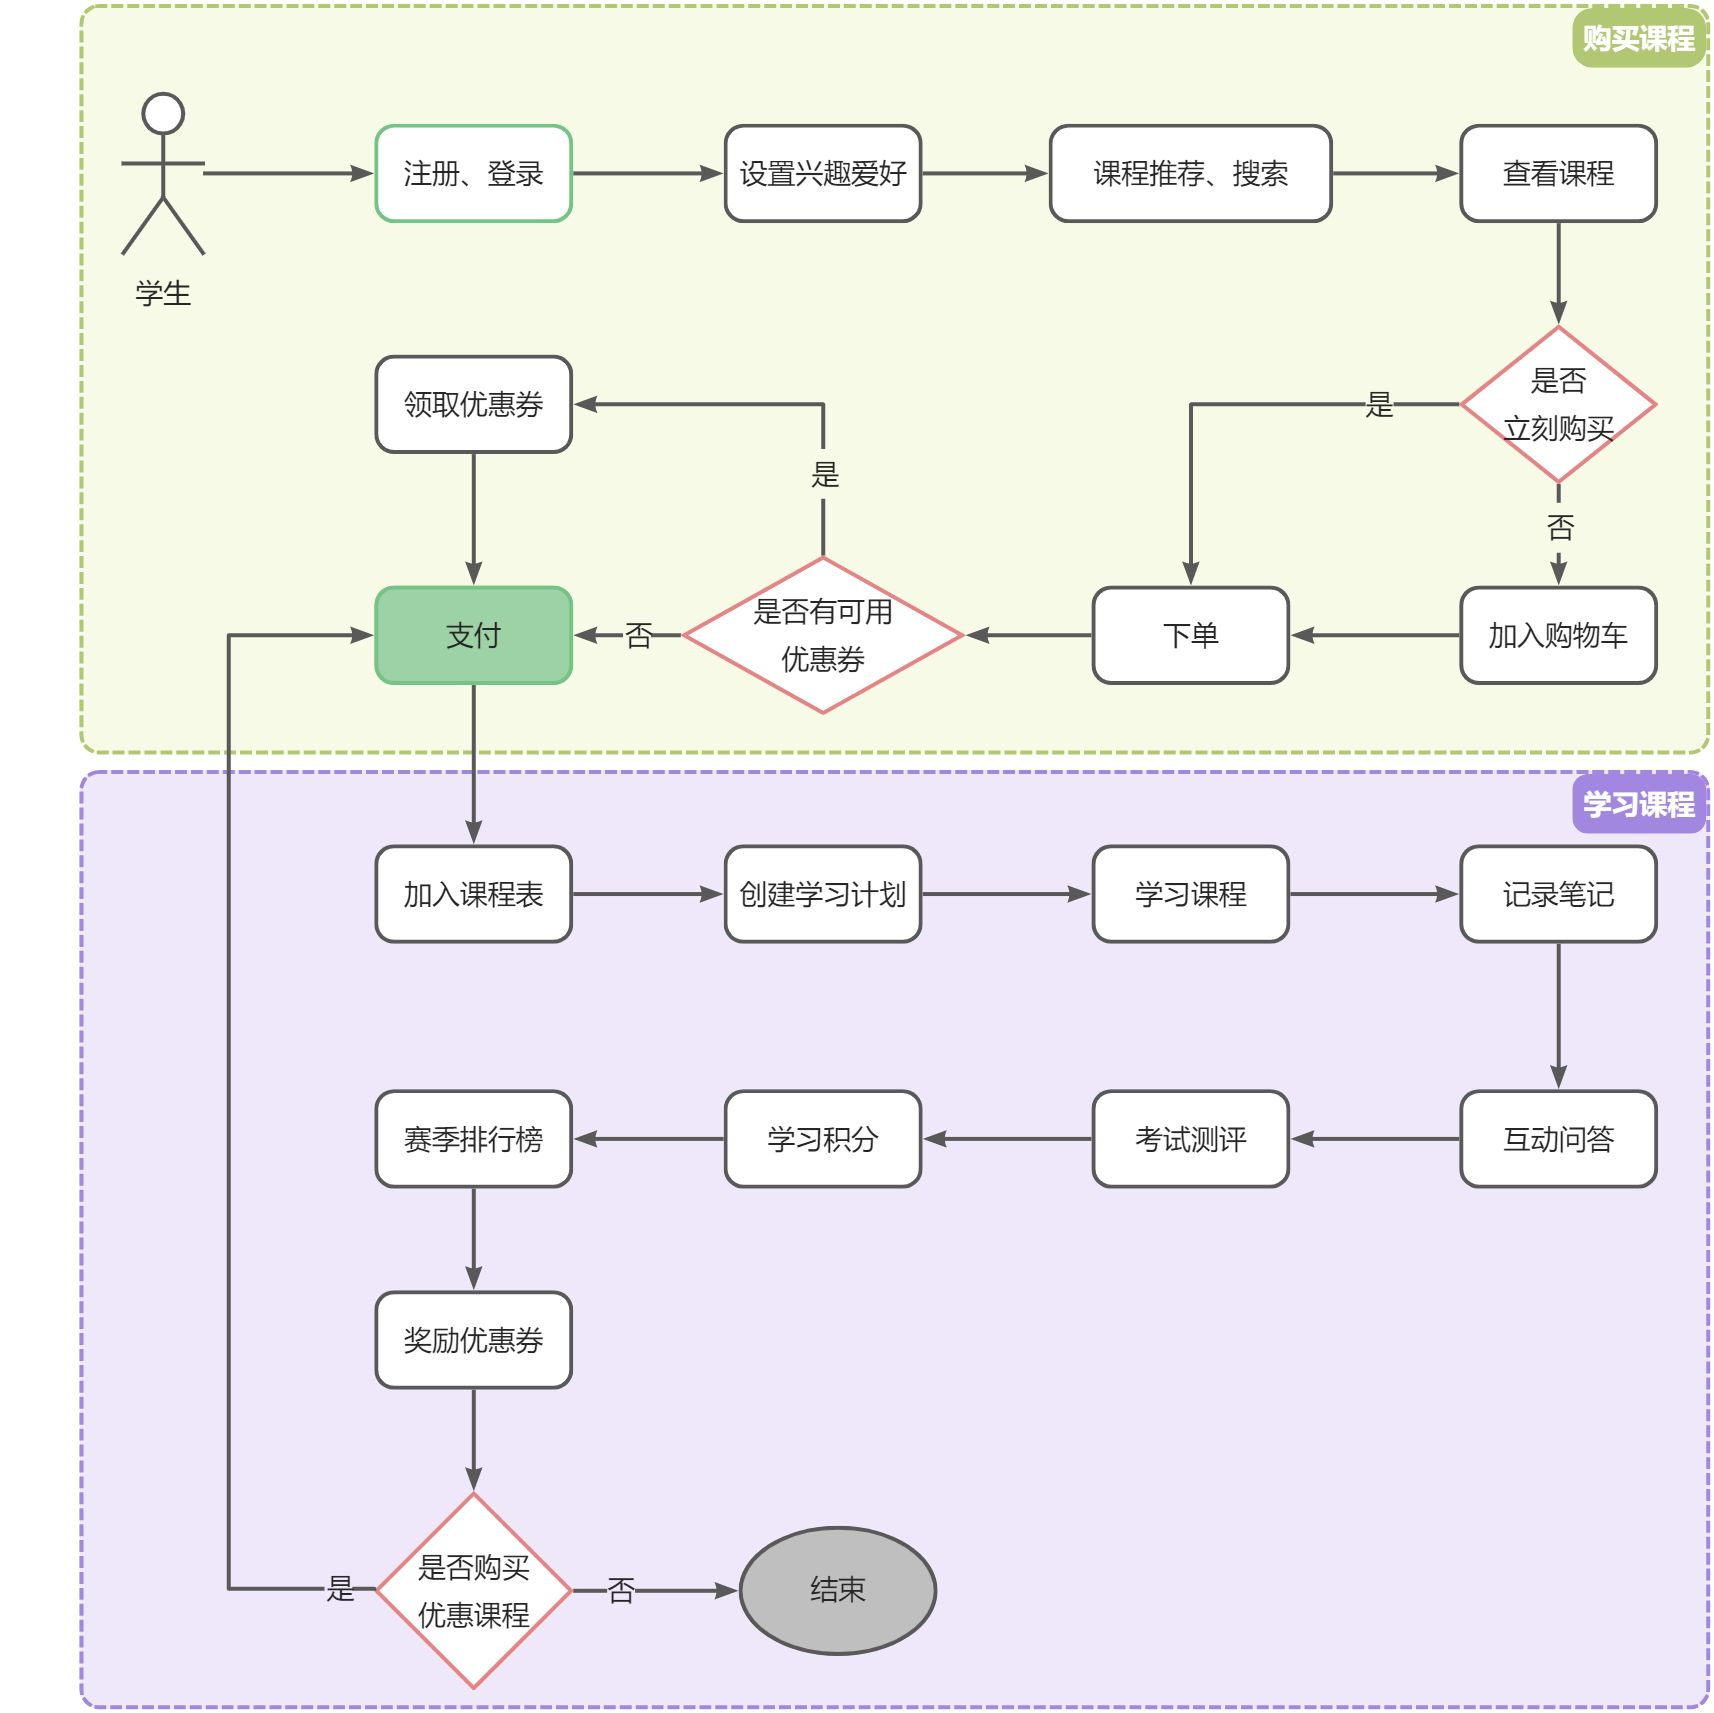 购买课程
注册、登录
设置兴趣爱好
课程推荐、搜索
查看课程
学生
领取优惠券
是
是否
立刻购买
是
否
支付
否
是否有可用
优惠券
下单
加入购物车
学习课程
加入课程表
创建学习计划
学习课程
记录笔记
赛季排行榜
学习积分
考试测评
互动问答
奖励优惠券
是
是否购买
优惠课程
否
结束